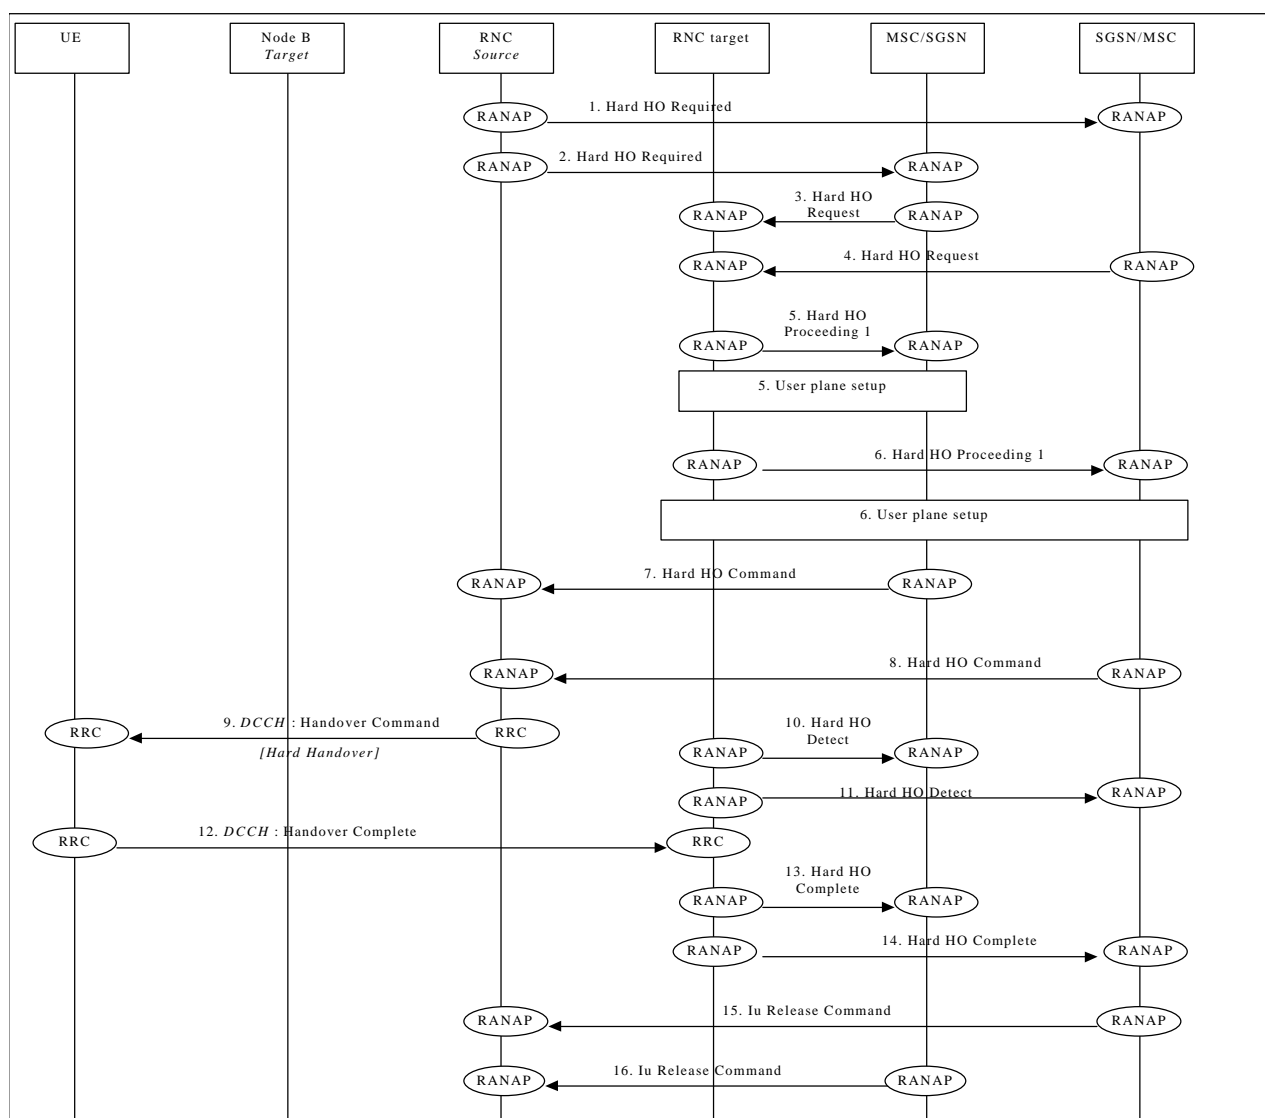 UE
Node B
Target
RNC
Source
RNC target
MSC/SGSN
SGSN/MSC
1. Hard HO Required
RANAP
RANAP
2. Hard HO Required
RANAP
RANAP
3. Hard HO
Request
RANAP
RANAP
4. Hard HO Request
RANAP
RANAP
5. Hard HO
Proceeding 1
RANAP
RANAP
5. User plane setup
6. Hard HO Proceeding 1
RANAP
RANAP
6. User plane setup
7. Hard HO Command
RANAP
RANAP
8. Hard HO Command
RANAP
RANAP
9. DCCH : Handover Command
RRC
RRC
[Hard Handover]
10. Hard HO
Detect
RANAP
RANAP
11. Hard HO Detect
RANAP
RANAP
12. DCCH : Handover Complete
RRC
RRC
13. Hard HO
Complete
RANAP
RANAP
14. Hard HO Complete
RANAP
RANAP
15. Iu Release Command
RANAP
RANAP
16. Iu Release Command
RANAP
RANAP